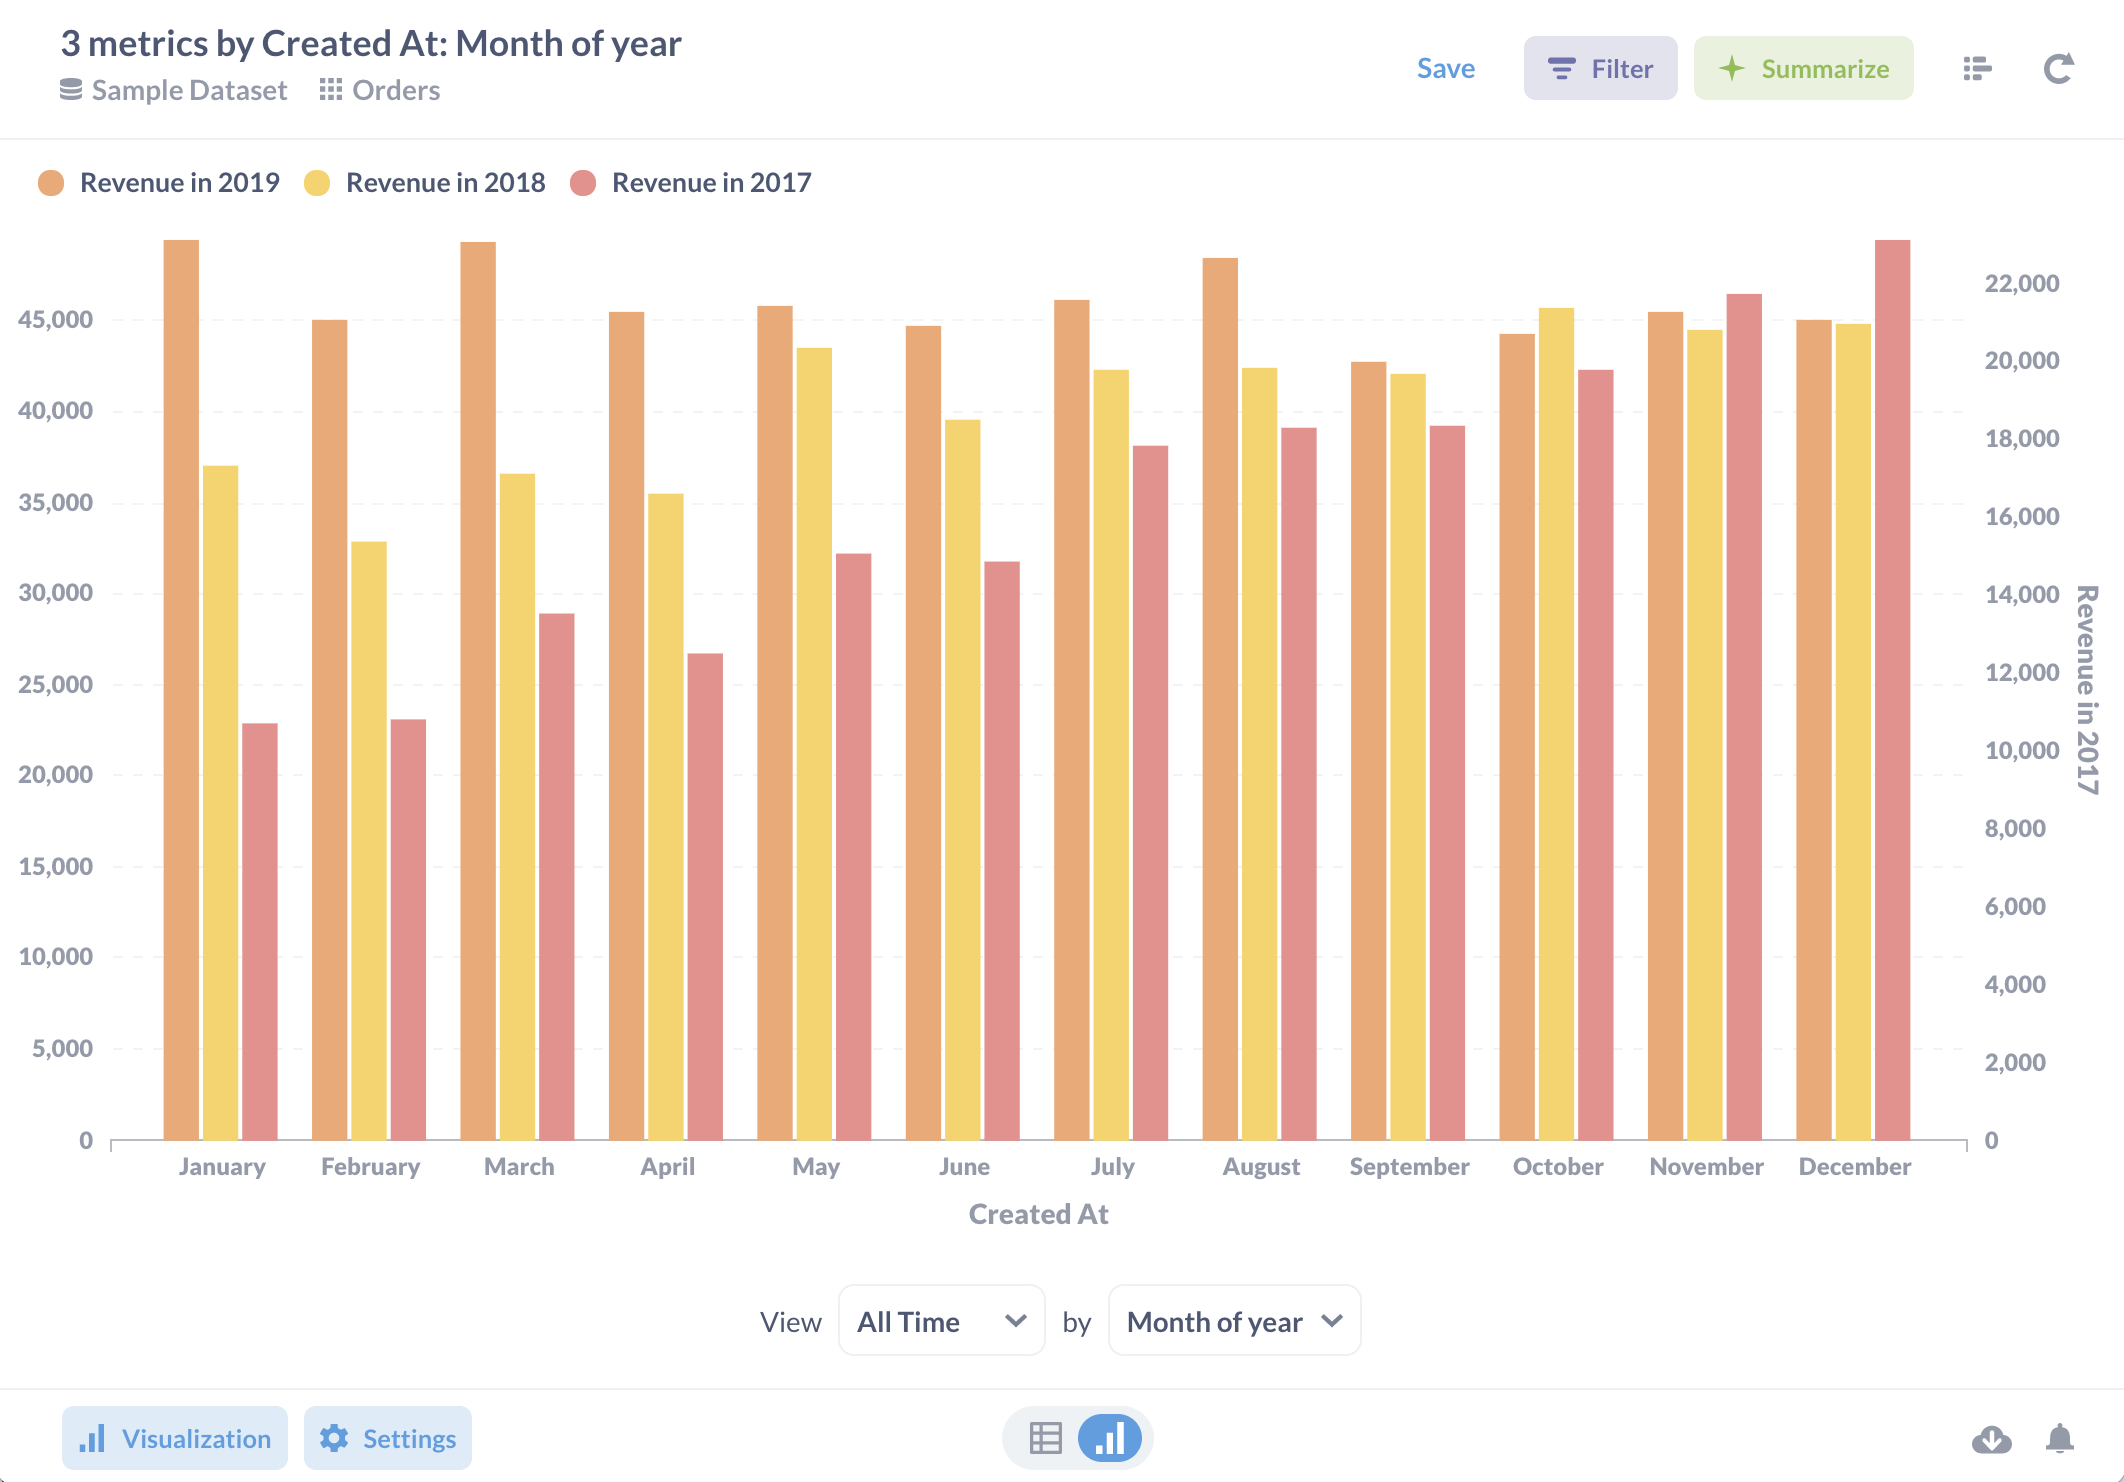 3 metrics by Created At: Month of year
Sample Dataset Orders
Save Filter Summarize
Revenue in 2019 Revenue in 2018 Revenue in 2017
45,000
40,000
35,000
30,000
25,000
20,000
15,000
10,000
5,000
0
22,000
20,000
18,000
16,000
14,000
12,000
10,000
8,000
6,000
4,000
2,000
0
Revenue in 2017
January February March April May June July August September October November December
Created At
View All Time by Month of year
Visualization Settings